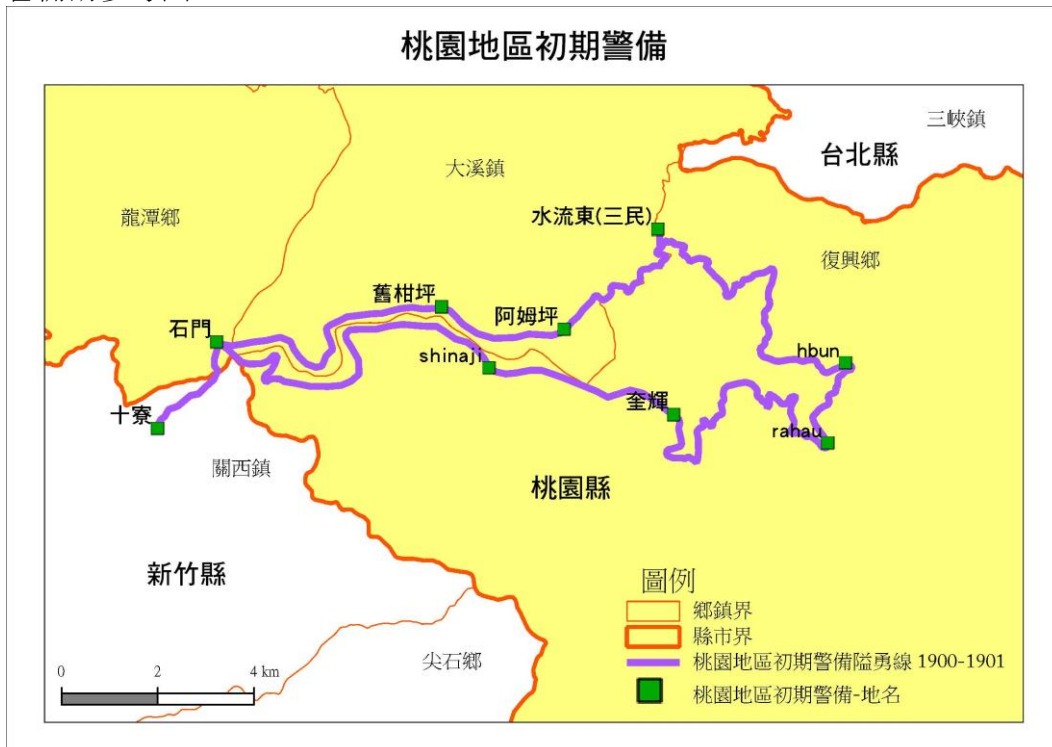 桃園地區初期警備
三峽鎮
台北縣
大溪鎮
水流東(三民)
龍潭鄉
復興鄉
舊柑坪
阿姆坪
石門
shinaji
hbun
十寮
奎輝
rahau
關西鎮
桃園縣
新竹縣
圖例
鄉鎮界
縣市界
尖石鄉
桃園地區初期警備隘勇線 1900-1901
0 2 4 km
桃園地區初期警備-地名